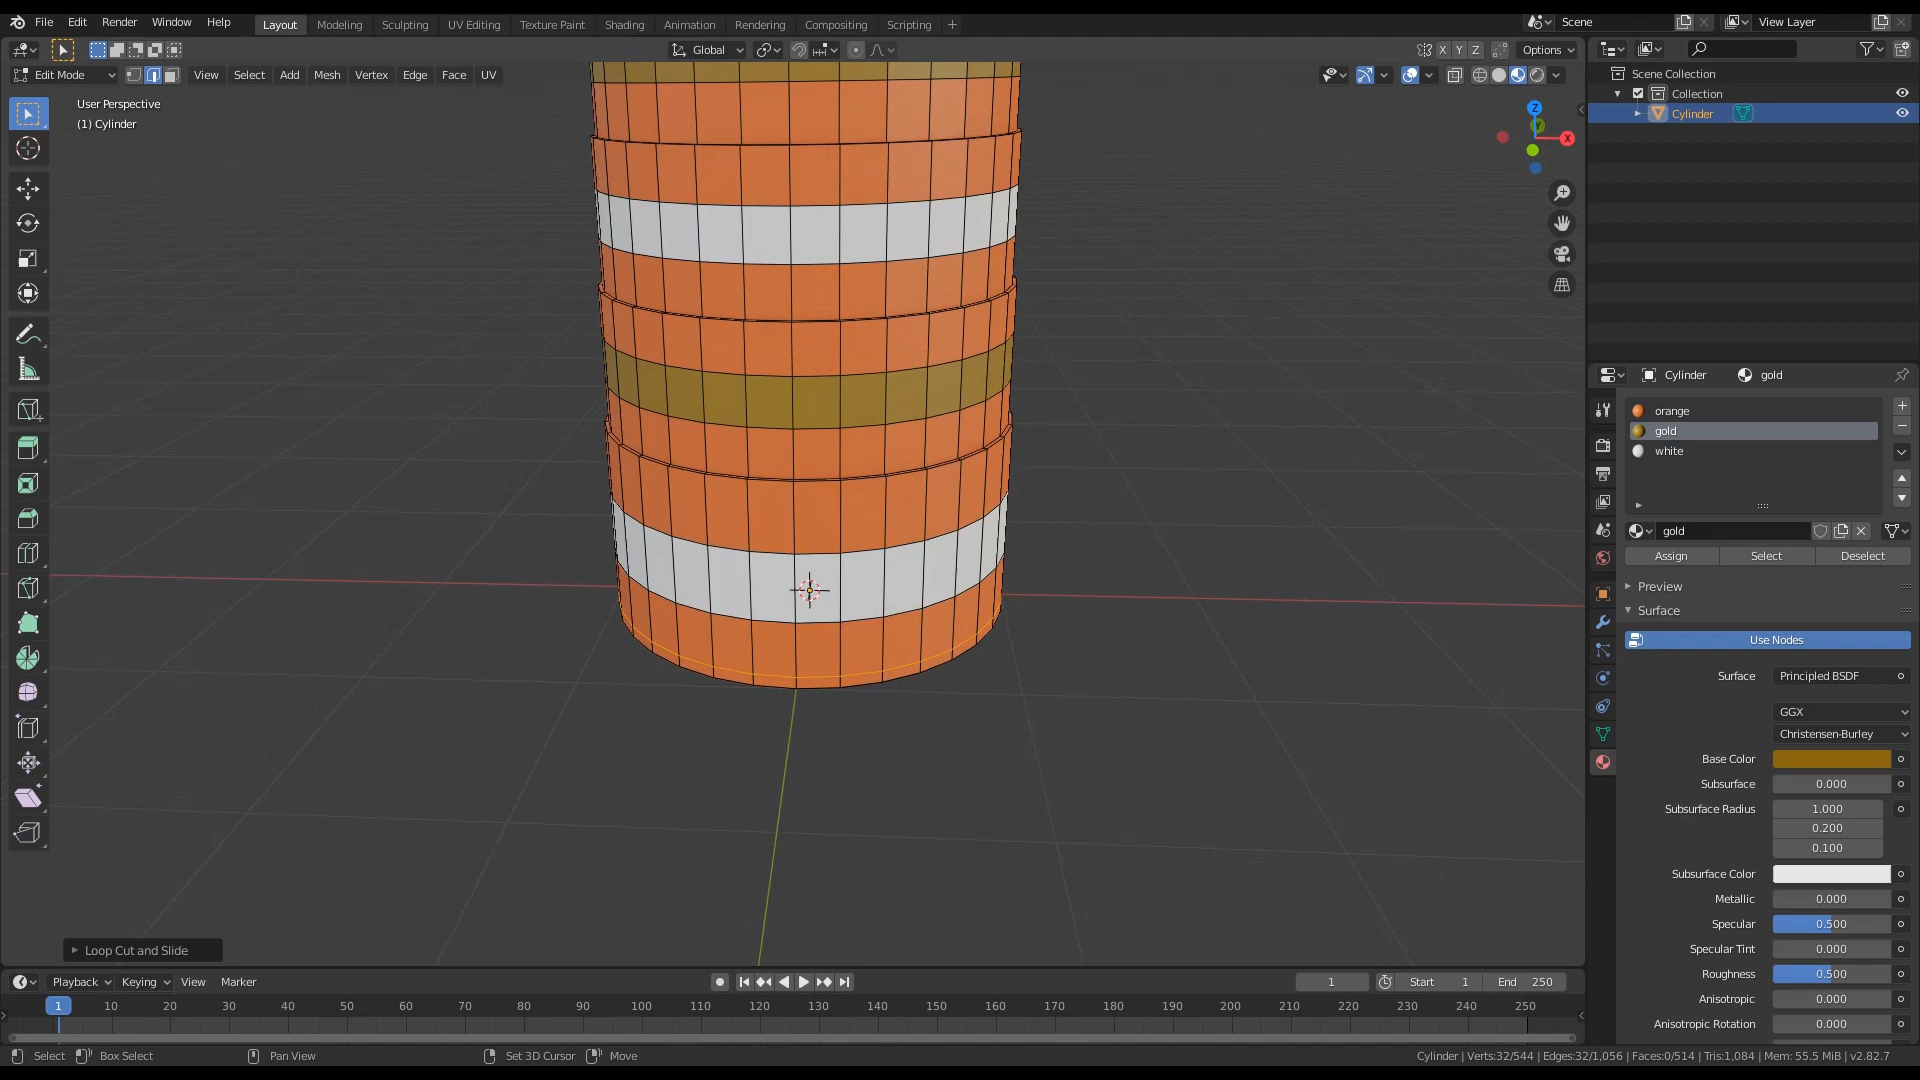 File Edit Render Window Help Layout Modeling Sculpting UV Editing Texture Paint Shading Animation Rendering Compositing Scripting + Scene View Layer
Global X Y Z Options
Edit Mode View Select Add Mesh Vertex Edge Face UV
User Perspective
(1) Cylinder
Z
Y
X
Scene Collection
Collection
Cylinder
Cylinder gold
orange
gold
white
gold
Assign Select Deselect
Preview
Surface
Use Nodes
Surface Principled BSDF
GGX
Christensen-Burley
Base Color
Subsurface 0.000
Subsurface Radius 1.000
0.200
0.100
Subsurface Color
Metallic 0.000
Specular 0.500
Specular Tint 0.000
Roughness 0.500
Anisotropic 0.000
Anisotropic Rotation 0.000
Loop Cut and Slide
Playback Keying View Marker 1 Start 1 End 250
1 10 20 30 40 50 60 70 80 90 100 110 120 130 140 150 160 170 180 190 200 210 220 230 240 250
Select Box Select Pan View Set 3D Cursor Move Cylinder | Verts:32/544 | Edges:32/1,056 | Faces:0/514 | Tris:1,084 | Mem: 55.5 MiB | v2.82.7